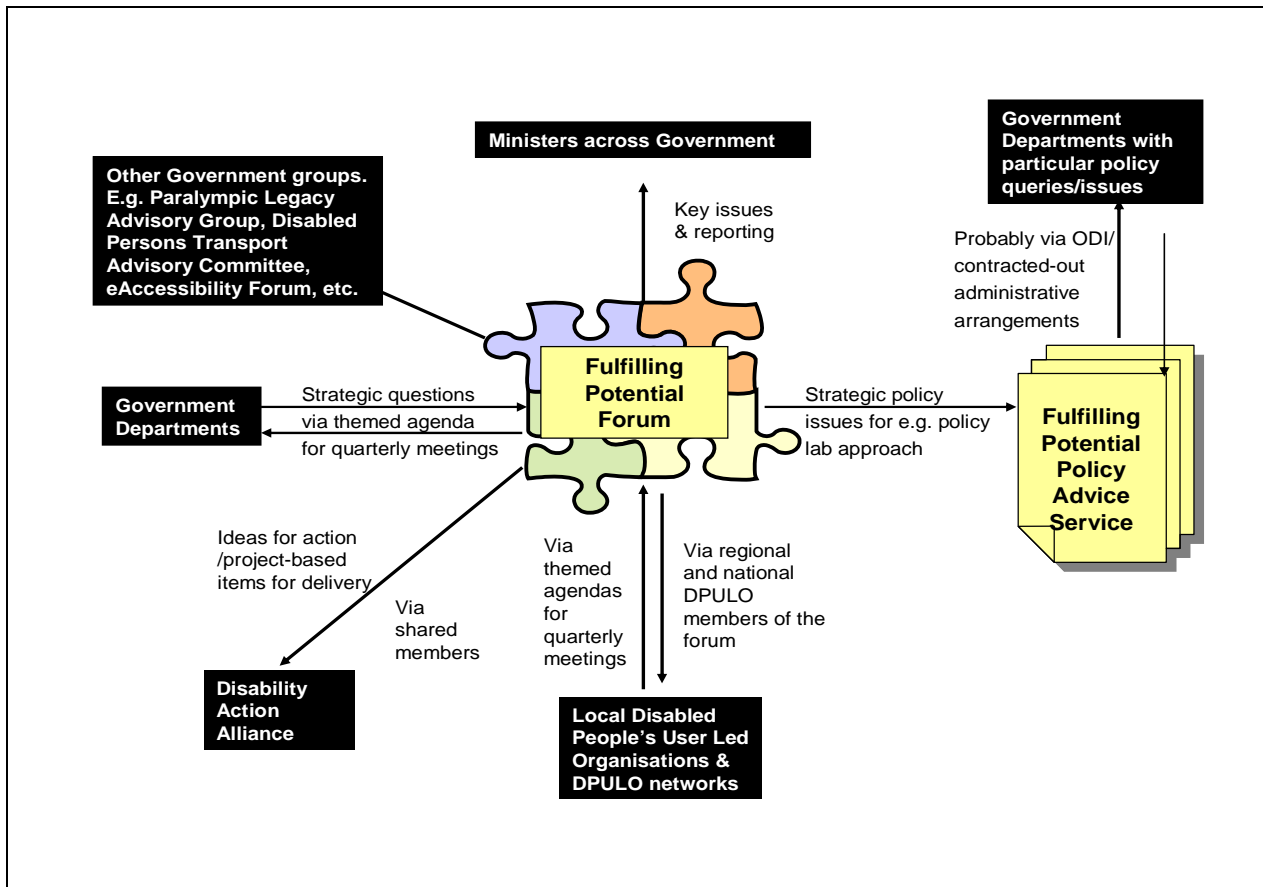 Ministers across Government
Government
Departments with
particular policy
queries/issues
Other Government groups.
E.g. Paralympic Legacy
Advisory Group, Disabled
Persons Transport
Advisory Committee,
eAccessibility Forum, etc.
Key issues
& reporting
Probably via ODI/
contracted-out
administrative
arrangements
Fulfilling
Potential
Forum
Government
Departments
Strategic questions
via themed agenda
for quarterly meetings
Strategic policy
issues for e.g. policy
lab approach
Fulfilling
Potential
Policy
Advice
Service
Ideas for action
/project-based
items for delivery
Via
shared
members
Via
themed
agendas
for
quarterly
meetings
Via regional
and national
DPULO
members of the
forum
Disability
Action
Alliance
Local Disabled
People's User Led
Organisations &
DPULO networks